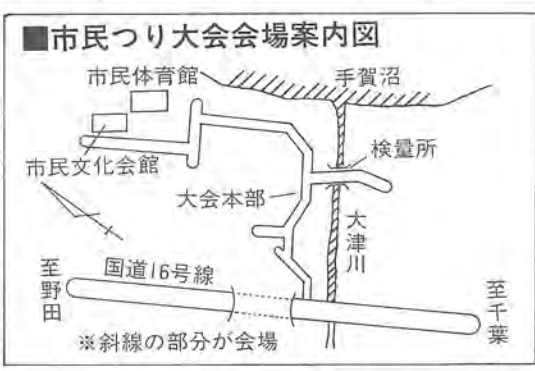 ■市民つり大会会場案内図
市民体育館
手賀沼
市民文化会館
検量所
大会本部
大津川
国道16号線
至野田
至千葉
※斜線の部分が会場